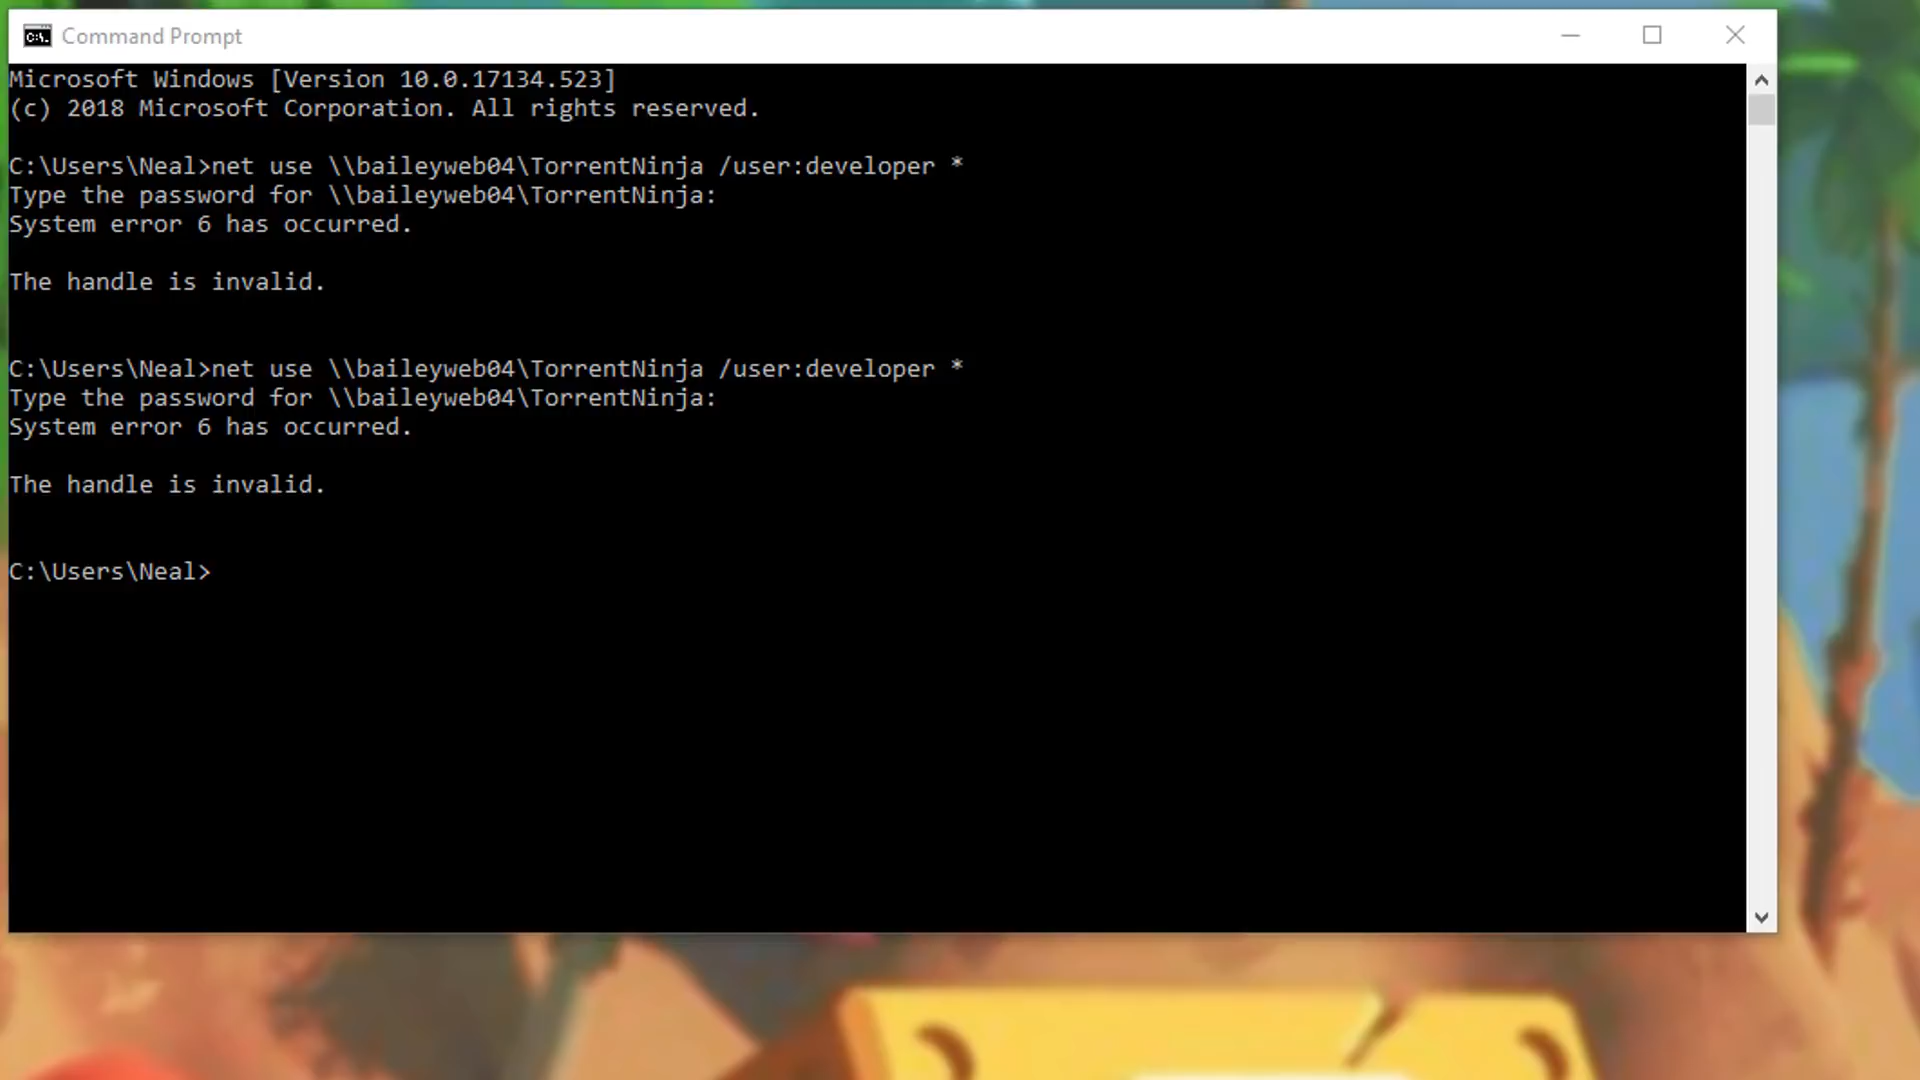 Command Prompt
Microsoft Windows [Version 10.0.17134.523]
(c) 2018 Microsoft Corporation. All rights reserved.
C:\Users\Neal>net use \\baileyweb04\TorrentNinja /user:developer *
Type the password for \\baileyweb04\TorrentNinja:
System error 6 has occurred.
The handle is invalid.
C:\Users\Neal>net use \\baileyweb04\TorrentNinja /user:developer *
Type the password for \\baileyweb04\TorrentNinja:
System error 6 has occurred.
The handle is invalid.
C:\Users\Neal>